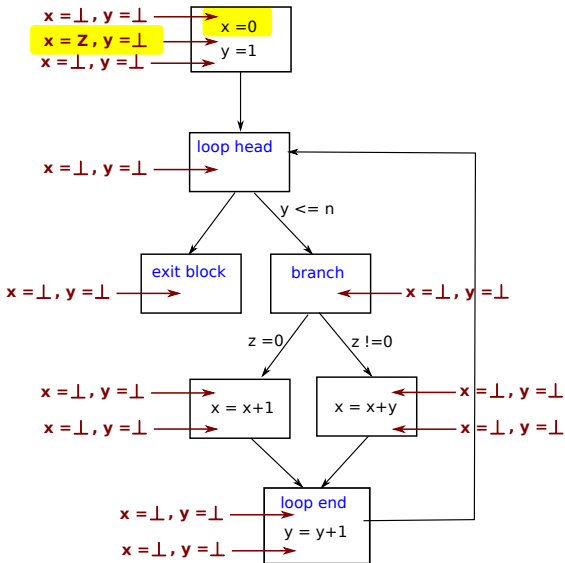 x =⊥, y =⊥
x =0
x = Z , y =⊥
y =1
x =⊥, y =⊥
loop head
x =⊥, y =⊥
y <= n
exit block
branch
x =⊥, y =⊥
x =⊥, y =⊥
z =0
z !=0
x =⊥, y =⊥
x =⊥, y =⊥
x = x+1
x = x+y
x =⊥, y =⊥
x =⊥, y =⊥
loop end
x =⊥, y =⊥
y = y+1
x =⊥, y =⊥